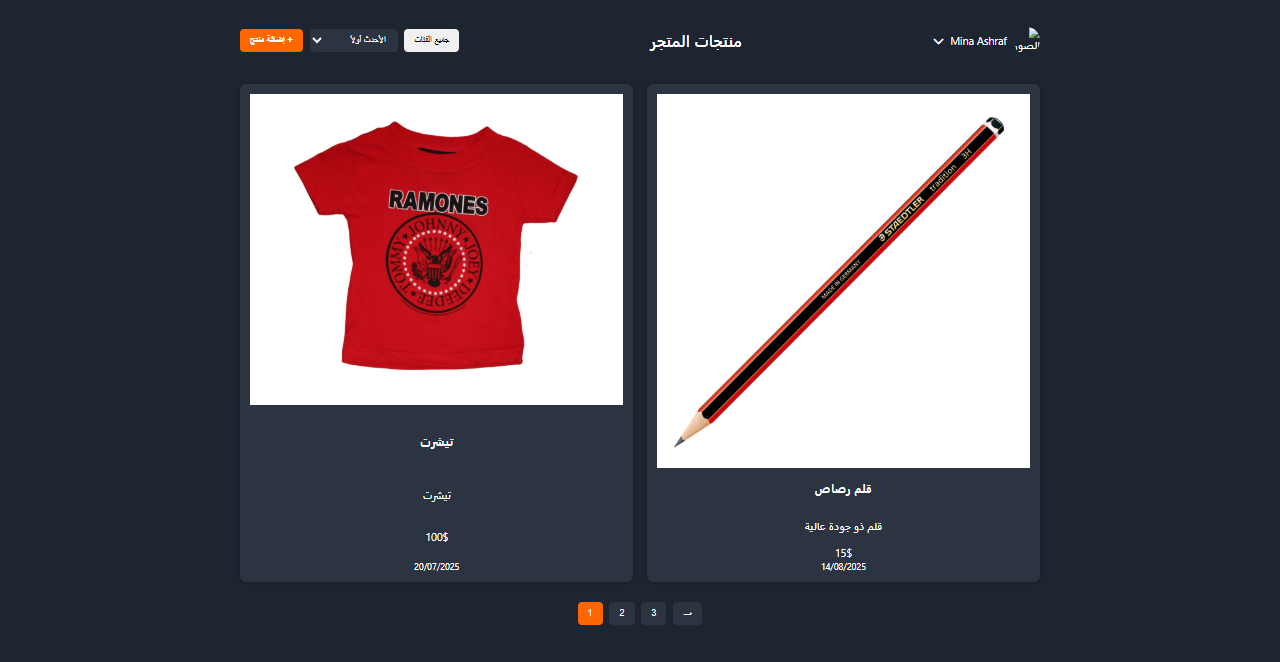 الصور
Mina Ashraf
منتجات المتجر
جميع الفئات
الأحدث أولاً
+ إضافة منتج
3H
tradition
STAEDTLER
MADE IN GERMANY
قلم رصاص
قلم ذو جودة عالية
15$
14/08/2025
RAMONES
JOHNNY JOEY DEEDEE TOMMY
تيشرت
تيشرت
100$
20/07/2025
1 2 3 →